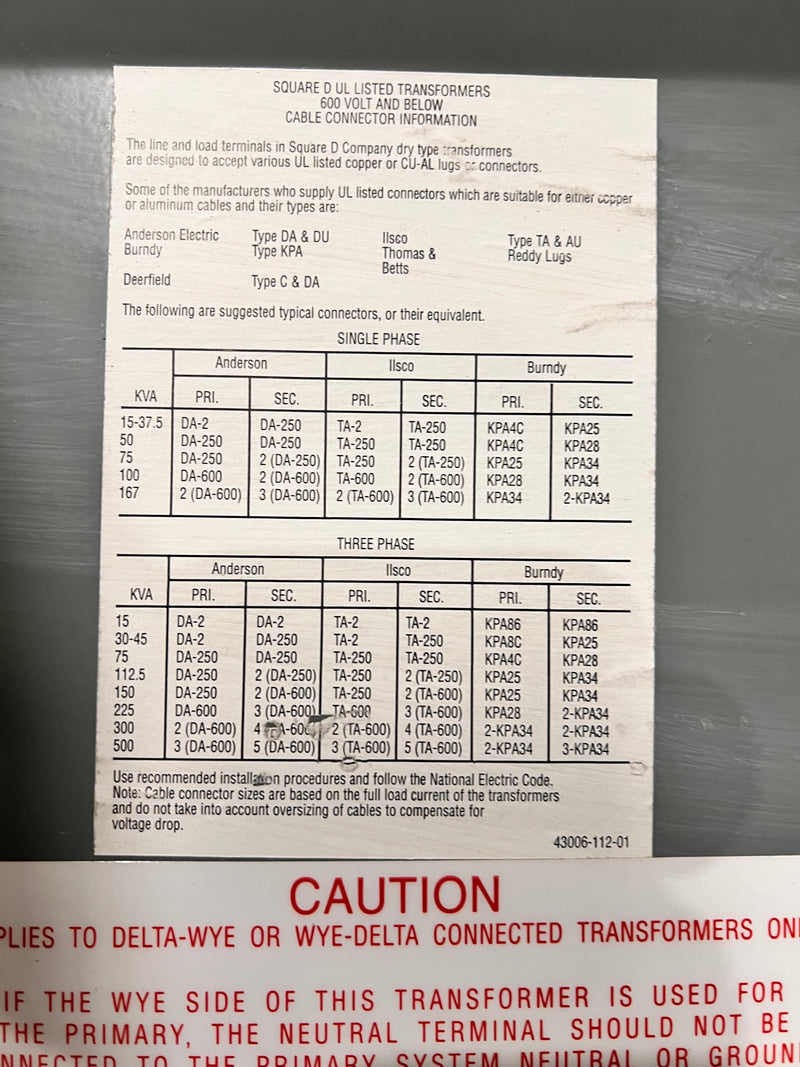 SQUARE D UL LISTED TRANSFORMERS
600 VOLT AND BELOW
CABLE CONNECTOR INFORMATION
The line and load terminals in Square D Company dry type transformers
are designed to accept various UL listed copper or CU-AL lugs or connectors.
Some of the manufacturers who supply UL listed connectors which are suitable for either copper
or aluminum cables and their types are:
Anderson Electric Type DA & DU Ilsco Type TA & AU
Burndy Type KPA Thomas & Reddy Lugs
Betts
Deerfield Type C & DA
The following are suggested typical connectors, or their equivalent.
SINGLE PHASE
Anderson Ilsco Burndy
KVA PRI. SEC. PRI. SEC. PRI. SEC.
15-37.5 DA-2 DA-250 TA-2 TA-250 KPA4C KPA25
50 DA-250 DA-250 TA-250 TA-250 KPA4C KPA28
75 DA-250 2 (DA-250) TA-250 2 (TA-250) KPA25 KPA34
100 DA-600 2 (DA-600) TA-600 2 (TA-600) KPA28 KPA34
167 2 (DA-600) 3 (DA-600) 2 (TA-600) 3 (TA-600) KPA34 2-KPA34
THREE PHASE
Anderson Ilsco Burndy
KVA PRI. SEC. PRI. SEC. PRI. SEC.
15 DA-2 DA-2 TA-2 TA-2 KPA86 KPA86
30-45 DA-2 DA-250 TA-2 TA-250 KPA8C KPA25
75 DA-250 DA-250 TA-250 TA-250 KPA4C KPA28
112.5 DA-250 2 (DA-250) TA-250 2 (TA-250) KPA25 KPA34
150 DA-250 2 (DA-600) TA-250 2 (TA-600) KPA25 KPA34
225 DA-600 3 (DA-600) TA-600 3 (TA-600) KPA28 2-KPA34
300 2 (DA-600) 4 2 (TA-600) 4 (TA-600) 2-KPA34 2-KPA34
500 3 (DA-600) 5 (DA-600) 3 (TA-600) 5 (TA-600) 2-KPA34 3-KPA34
Use recommended installation procedures and follow the National Electric Code.
Note: Cable connector sizes are based on the full load current of the transformers
and do not take into account oversizing of cables to compensate for
voltage drop.
43006-112-01
CAUTION
PLIES TO DELTA-WYE OR WYE-DELTA CONNECTED TRANSFORMERS ONL
IF THE WYE SIDE OF THIS TRANSFORMER IS USED FOR
THE PRIMARY, THE NEUTRAL TERMINAL SHOULD NOT BE
NNECTED TO THE PRIMARY SYSTEM NEUTRAL OR GROUN